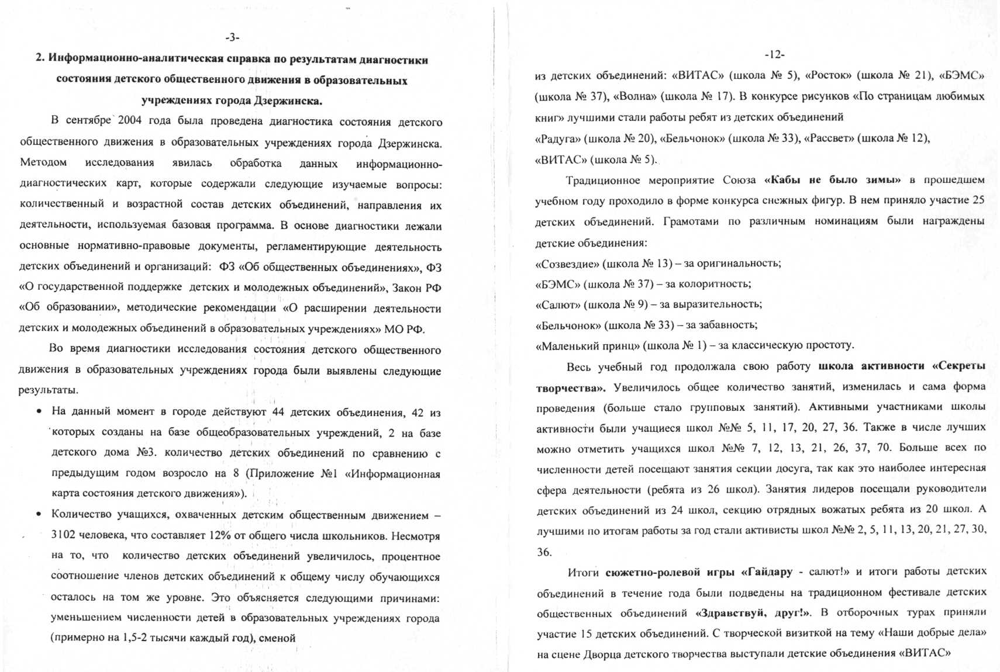 -3-
2. Информационно-аналитическая справка по результатам диагностики
состояния детского общественного движения в образовательных
учреждениях города Дзержинска.
В сентябре 2004 года была проведена диагностика состояния детского
общественного движения в образовательных учреждениях города Дзержинска.
Методом исследования явилась обработка данных информационно-
диагностических карт, которые содержали следующие изучаемые вопросы:
количественный и возрастной состав детских объединений, направления их
деятельности, используемая базовая программа. В основе диагностики лежали
основные нормативно-правовые документы, регламентирующие деятельность
детских объединений и организаций: ФЗ «Об общественных объединениях», ФЗ
«О государственной поддержке детских и молодежных объединений», Закон РФ
«Об образовании», методические рекомендации «О расширении деятельности
детских и молодежных объединений в образовательных учреждениях» МО РФ.
Во время диагностики исследования состояния детского общественного
движения в образовательных учреждениях города были выявлены следующие
результаты.
• На данный момент в городе действуют 44 детских объединения, 42 из
которых созданы на базе общеобразовательных учреждений, 2 на базе
детского дома №3. количество детских объединений по сравнению с
предыдущим годом возросло на 8 (Приложение №1 «Информационная
карта состояния детского движения»).
• Количество учащихся, охваченных детским общественным движением –
3102 человека, что составляет 12% от общего числа школьников. Несмотря
на то, что количество детских объединений увеличилось, процентное
соотношение членов детских объединений к общему числу обучающихся
осталось на том же уровне. Это объясняется следующими причинами:
уменьшением численности детей в образовательных учреждениях города
(примерно на 1,5-2 тысячи каждый год), сменой
-12-
из детских объединений: «ВИТАС» (школа № 5), «Росток» (школа № 21), «БЭМС»
(школа № 37), «Волна» (школа № 17). В конкурсе рисунков «По страницам любимых
книг» лучшими стали работы ребят из детских объединений
«Радуга» (школа № 20), «Бельчонок» (школа № 33), «Рассвет» (школа № 12),
«ВИТАС» (школа № 5).
Традиционное мероприятие Союза «Кабы не было зимы» в прошедшем
учебном году проходило в форме конкурса снежных фигур. В нем приняло участие 25
детских объединений. Грамотами по различным номинациям были награждены
детские объединения:
«Созвездие» (школа № 13) – за оригинальность;
«БЭМС» (школа № 37) – за колоритность;
«Салют» (школа № 9) – за выразительность;
«Бельчонок» (школа № 33) – за забавность;
«Маленький принц» (школа № 1) – за классическую простоту.
Весь учебный год продолжала свою работу школа активности «Секреты
творчества». Увеличилось общее количество занятий, изменилась и сама форма
проведения (больше стало групповых занятий). Активными участниками школы
активности были учащиеся школ №№ 5, 11, 17, 20, 27, 36. Также в числе лучших
можно отметить учащихся школ №№ 7, 12, 13, 21, 26, 37, 70. Больше всех по
численности детей посещают занятия секции досуга, так как это наиболее интересная
сфера деятельности (ребята из 26 школ). Занятия лидеров посещали руководители
детских объединений из 24 школ, секцию отрядных вожатых ребята из 20 школ. А
лучшими по итогам работы за год стали активисты школ №№ 2, 5, 11, 13, 20, 21, 27, 30,
36.
Итоги сюжетно-ролевой игры «Гайдару - салют!» и итоги работы детских
объединений в течение года были подведены на традиционном фестивале детских
общественных объединений «Здравствуй, друг!». В отборочных турах приняли
участие 15 детских объединений. С творческой визиткой на тему «Наши добрые дела»
на сцене Дворца детского творчества выступали детские объединения «ВИТАС»